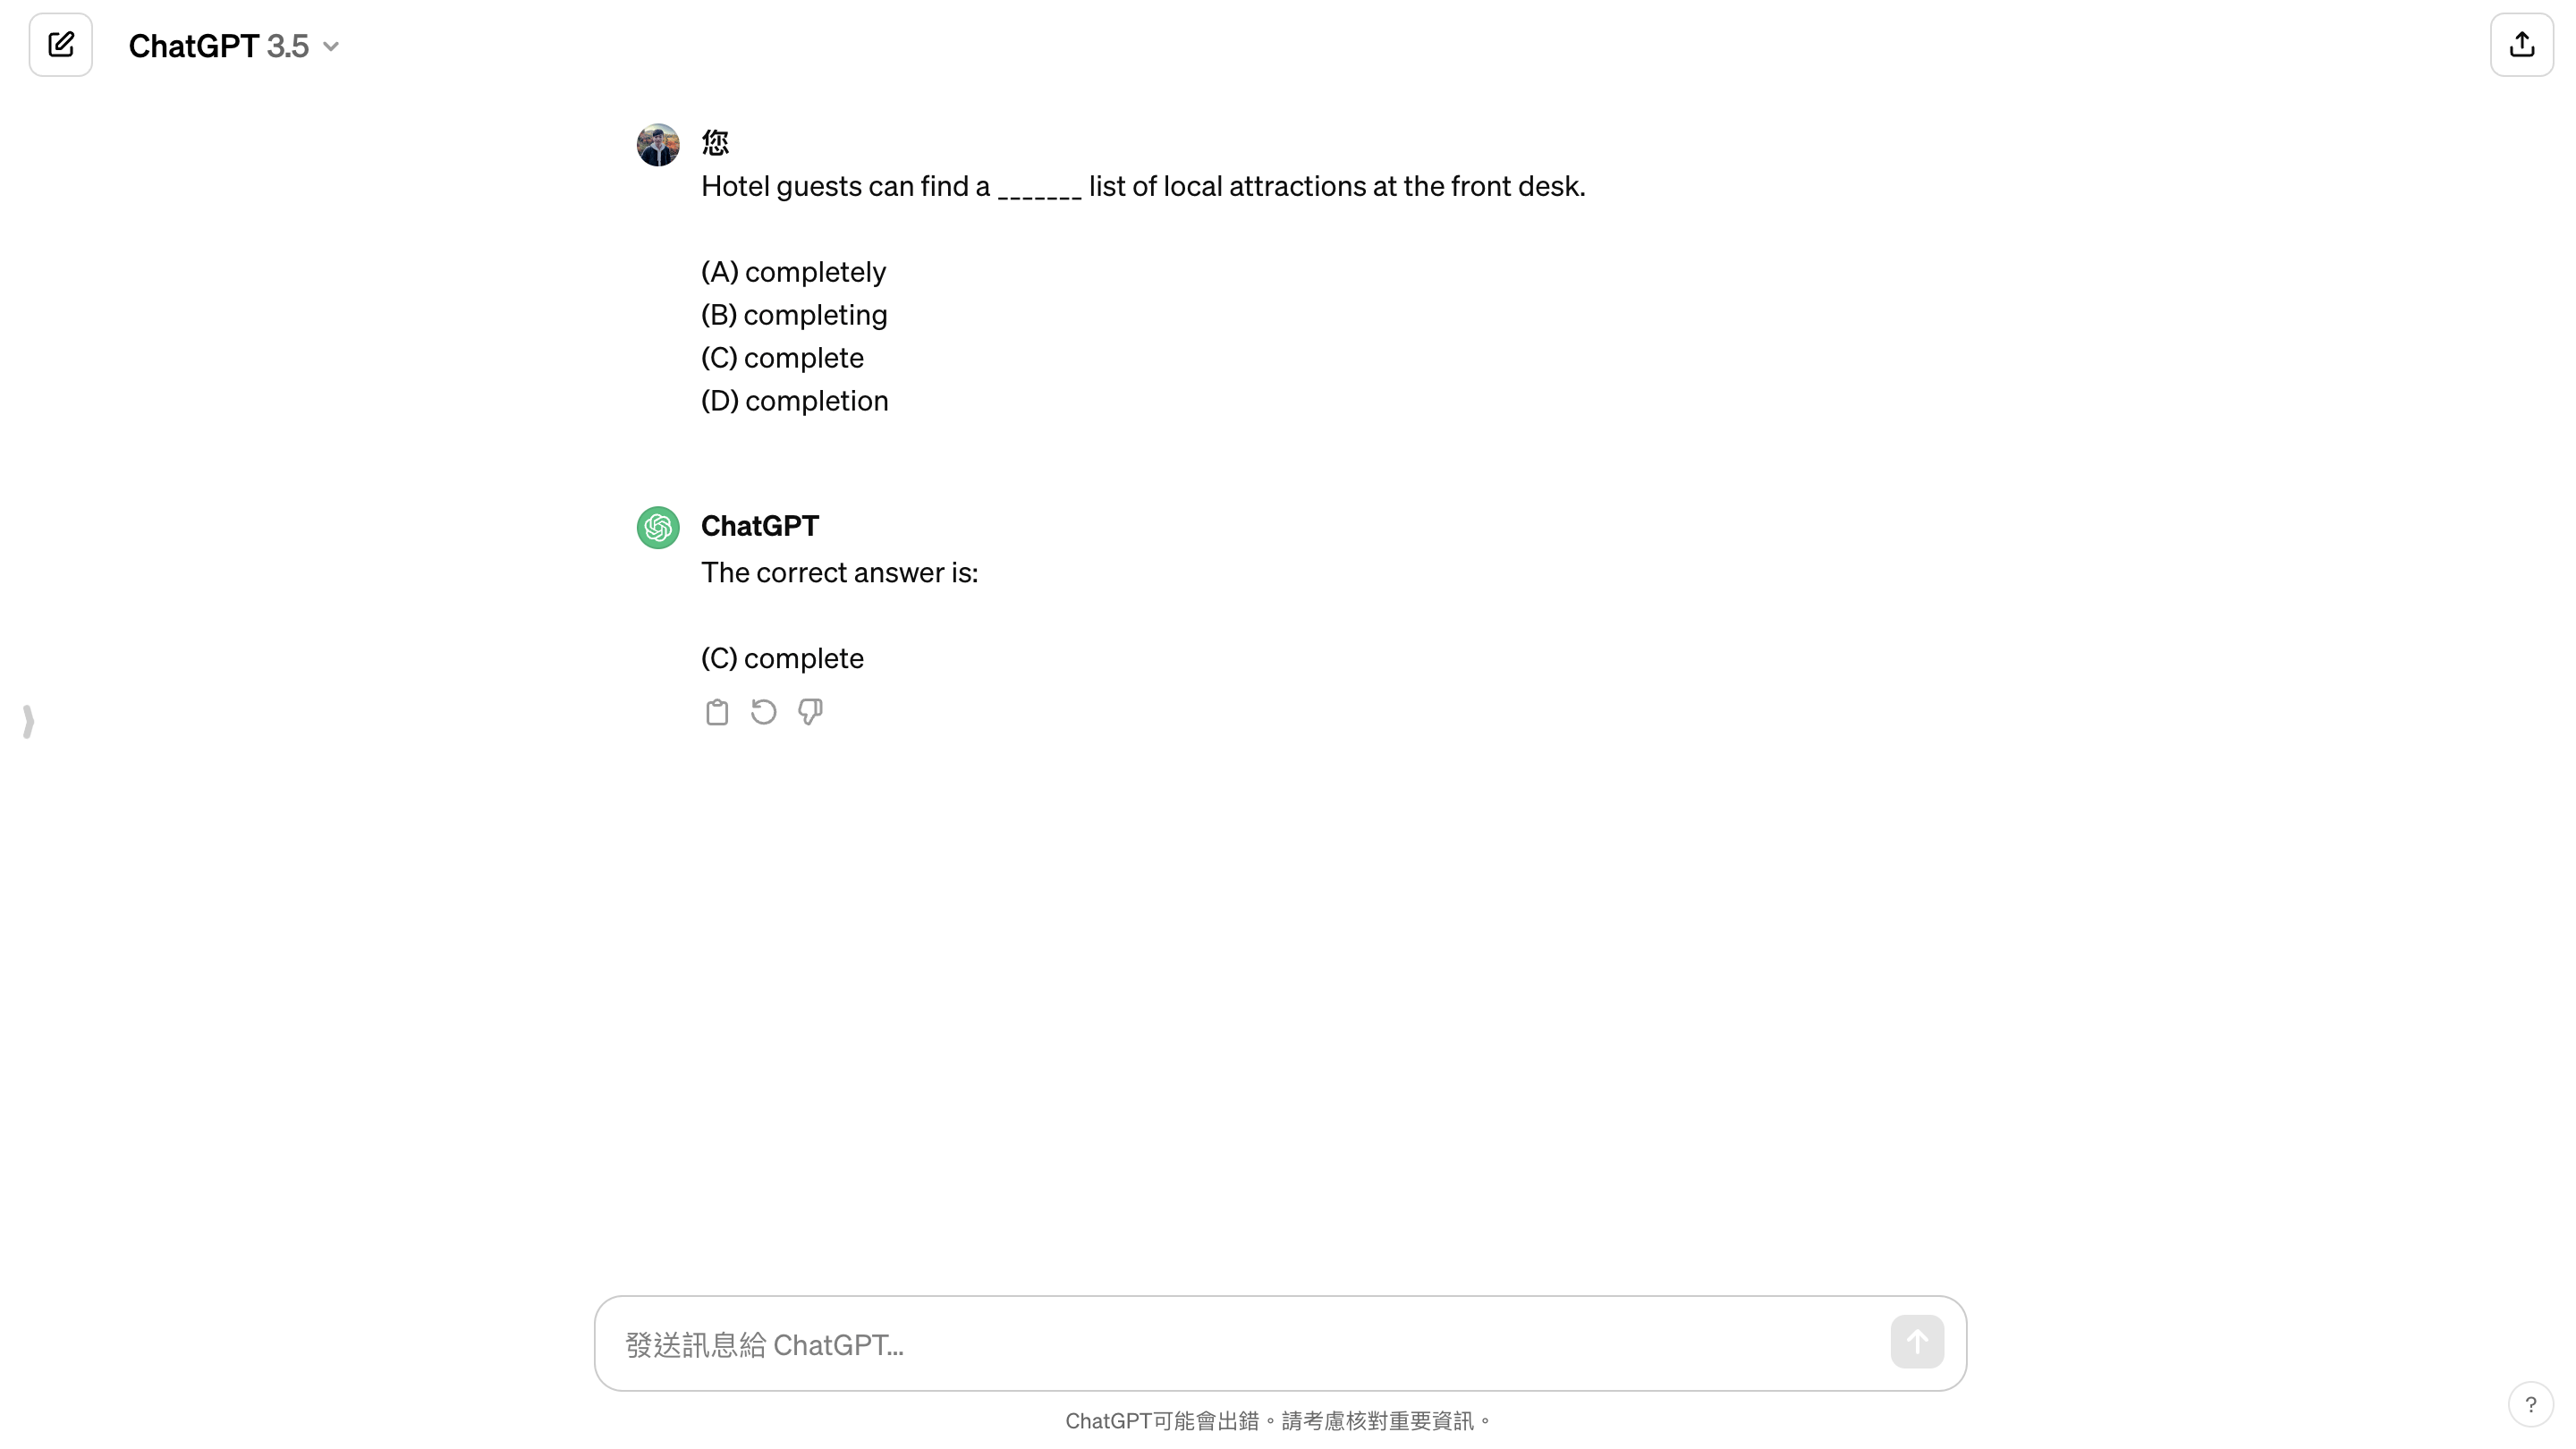 ChatGPT 3.5
您
Hotel guests can find a _______ list of local attractions at the front desk.
(A) completely
(B) completing
(C) complete
(D) completion
ChatGPT
The correct answer is:
(C) complete
發送訊息給 ChatGPT...
ChatGPT可能會出錯。請考慮核對重要資訊。
?